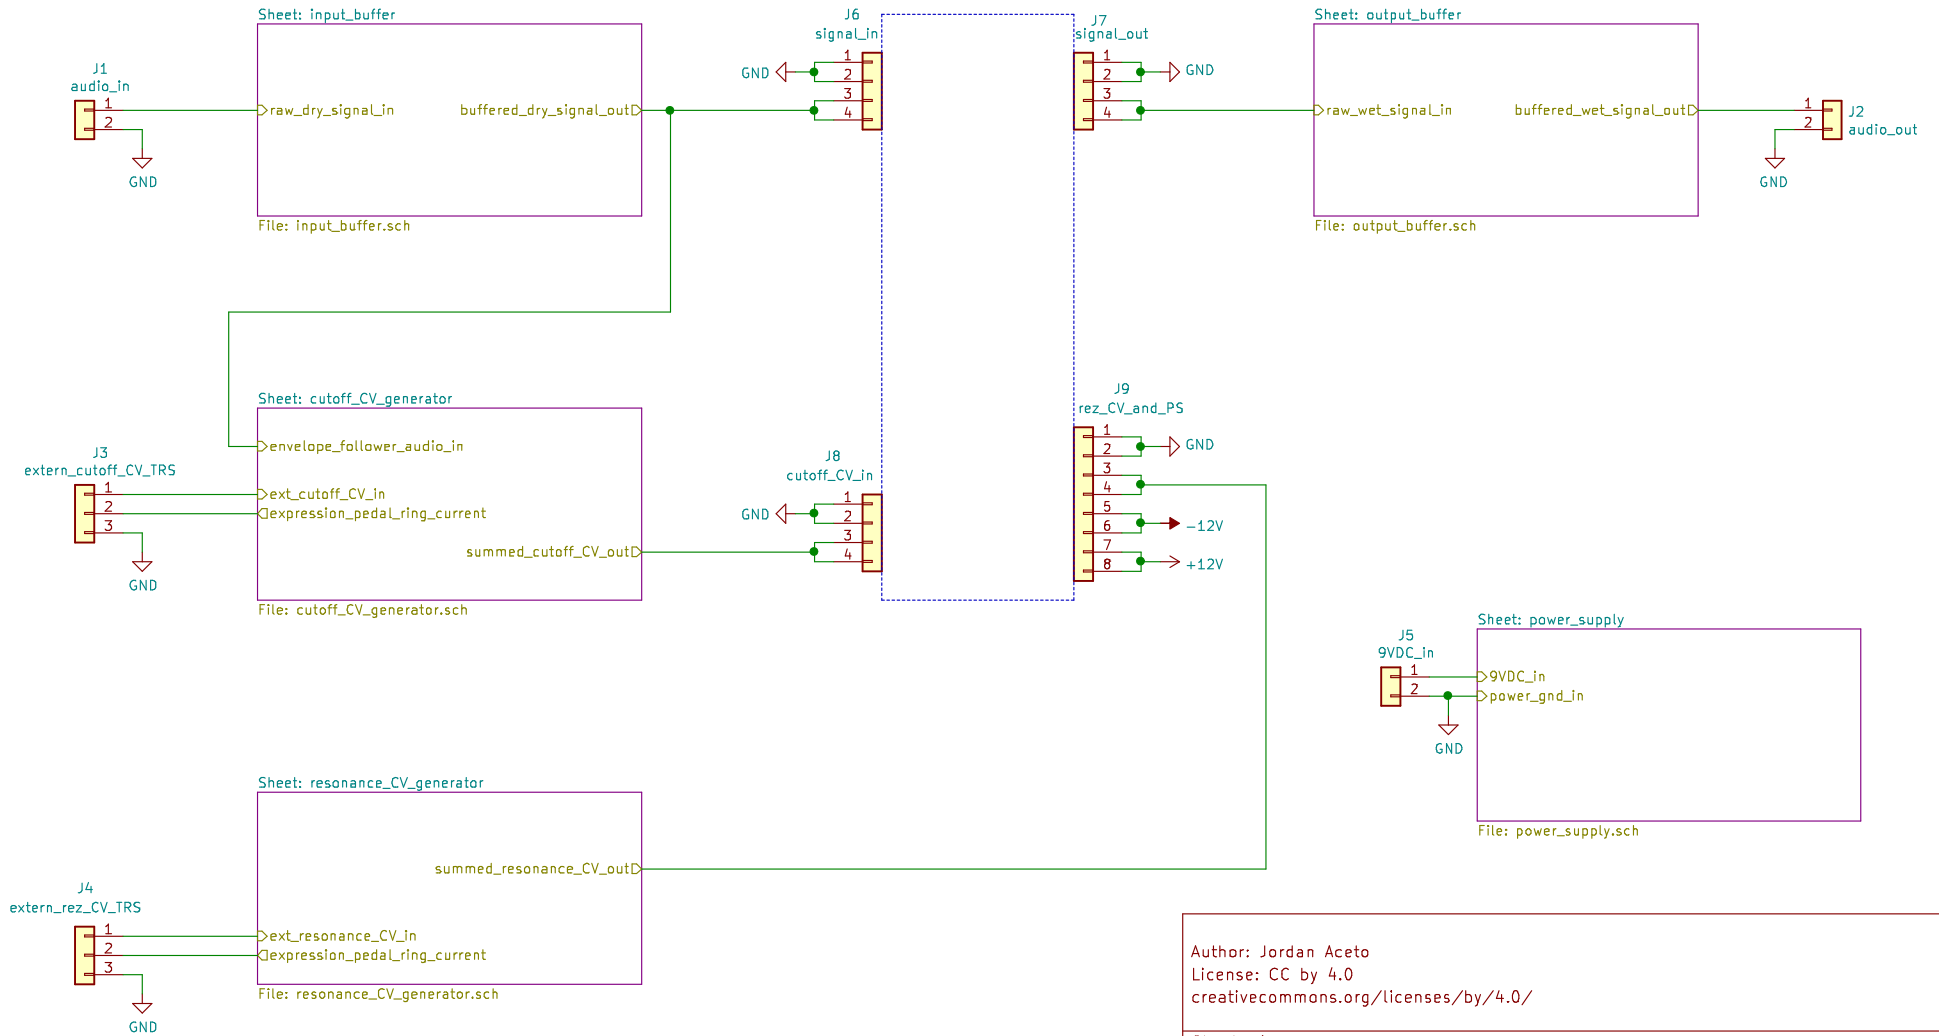 Sheet: input_buffer
J1
audio_in
1
2
GND
raw_dry_signal_in
buffered_dry_signal_out
File: input_buffer.sch
J6
signal_in
GND
1
2
3
4
J7
signal_out
1
2
3
4
GND
Sheet: output_buffer
raw_wet_signal_in
buffered_wet_signal_out
File: output_buffer.sch
1
2
J2
audio_out
GND
Sheet: cutoff_CV_generator
envelope_follower_audio_in
J3
extern_cutoff_CV_TRS
1
2
3
GND
ext_cutoff_CV_in
expression_pedal_ring_current
summed_cutoff_CV_out
File: cutoff_CV_generator.sch
J8
cutoff_CV_in
GND
1
2
3
4
J9
rez_CV_and_PS
1
2
3
4
5
6
7
8
GND
-12V
+12V
Sheet: power_supply
J5
9VDC_in
1
2
GND
9VDC_in
power_gnd_in
File: power_supply.sch
Sheet: resonance_CV_generator
summed_resonance_CV_out
J4
extern_rez_CV_TRS
1
2
3
GND
ext_resonance_CV_in
expression_pedal_ring_current
File: resonance_CV_generator.sch
Author: Jordan Aceto
License: CC by 4.0
creativecommons.org/licenses/by/4.0/